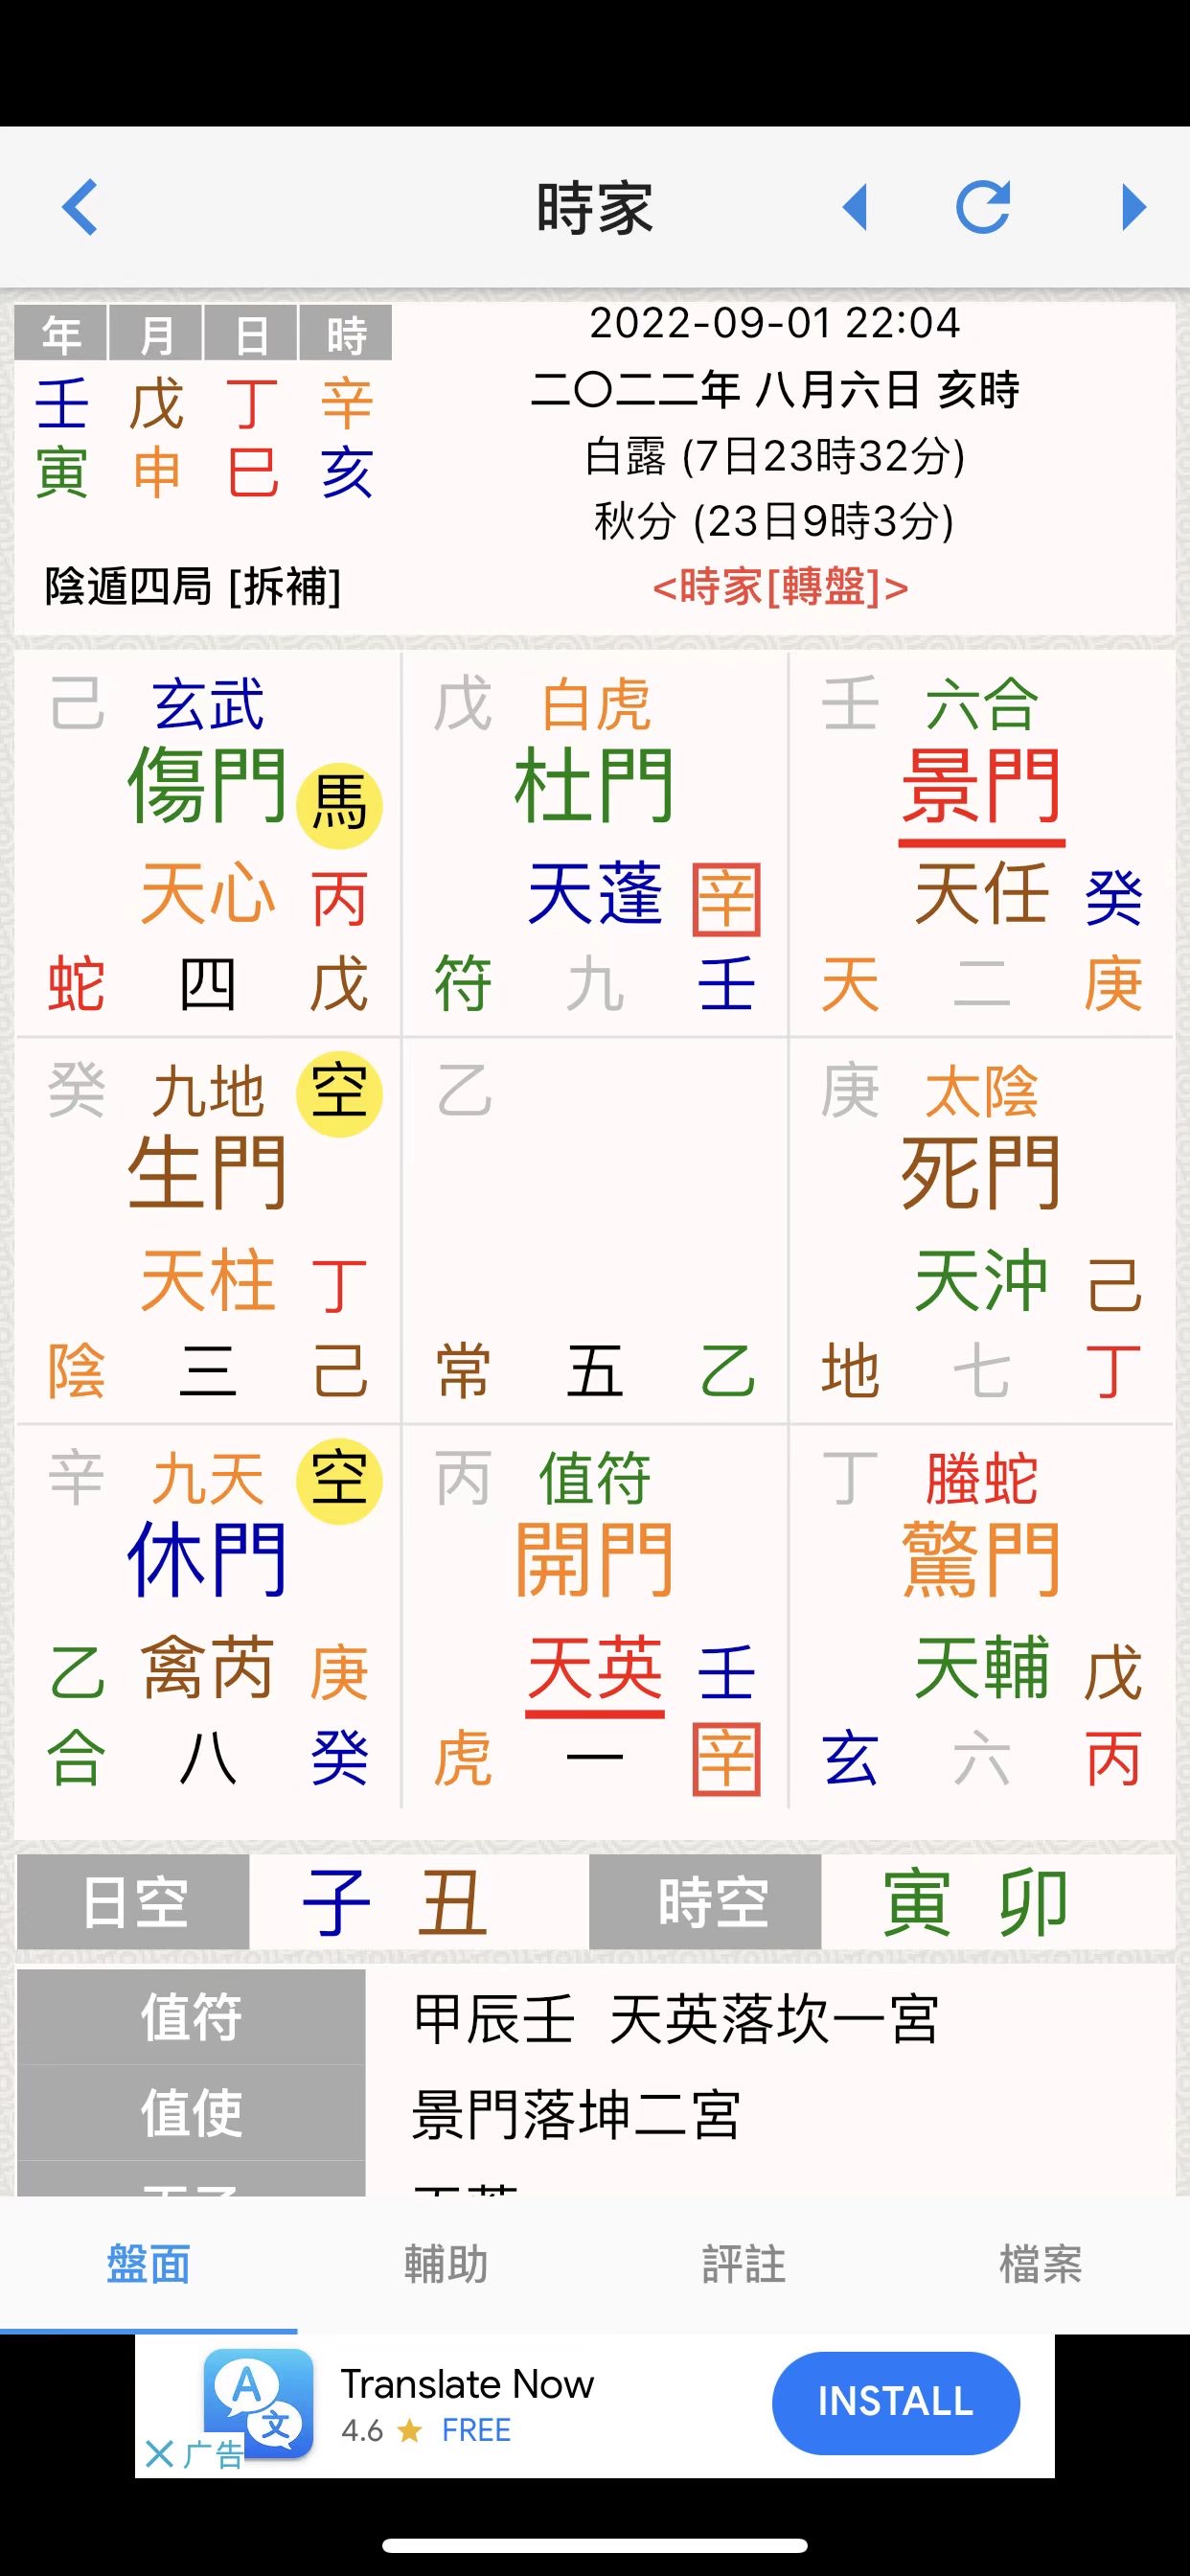 時家
年 月 日 時
壬 戊 丁 辛
寅 申 巳 亥
2022-09-01 22:04
二〇二二年 八月六日 亥時
白露 (7日23時32分)
秋分 (23日9時3分)
陰遁四局 [拆補]
<時家[轉盤]>
己 玄武
傷門 馬
天心 丙
蛇 四 戊
戊 白虎
杜門
天蓬 辛
符 九 壬
壬 六合
景門
天任 癸
天 二 庚
癸 九地 空
生門
天柱 丁
陰 三 己
乙
常 五 乙
庚 太陰
死門
天沖 己
地 七 丁
辛 九天 空
休門
乙 禽芮 庚
合 八 癸
丙 值符
開門
天英 壬
虎 一 辛
丁 螣蛇
驚門
天輔 戊
玄 六 丙
日空 子 丑 時空 寅 卯
值符 甲辰壬 天英落坎一宮
值使 景門落坤二宮
盤面 輔助 評註 檔案
Translate Now
4.6 ★ FREE
INSTALL
广告